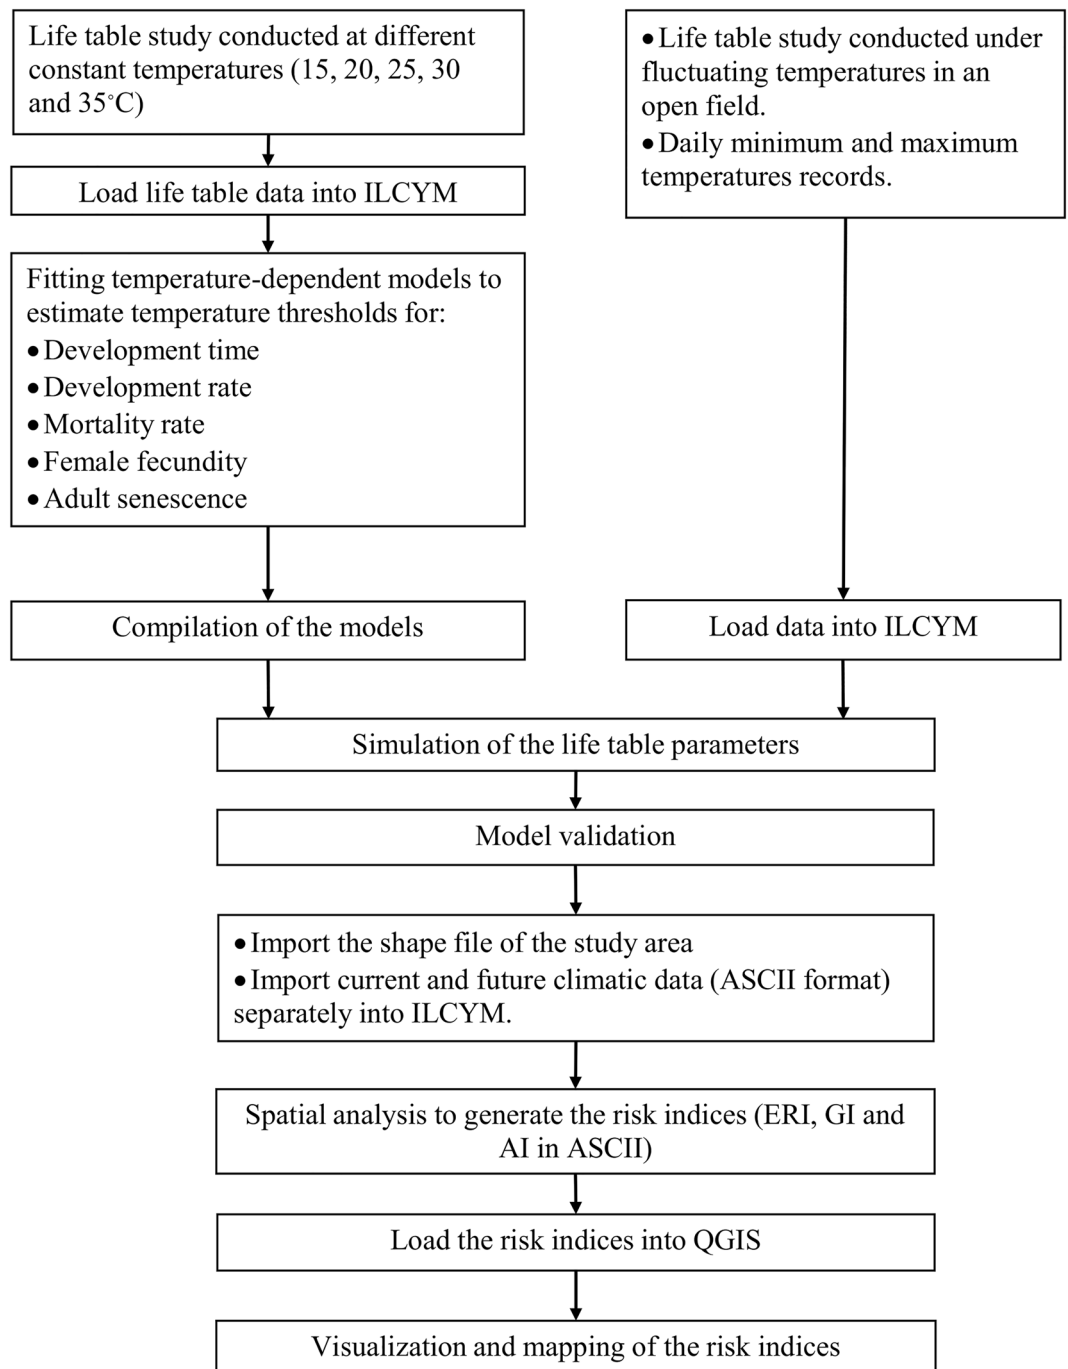 Life table study conducted at different
constant temperatures (15, 20, 25, 30
and 35°C)
Load life table data into ILCYM
Fitting temperature-dependent models to
estimate temperature thresholds for:
•Development time
•Development rate
•Mortality rate
•Female fecundity
•Adult senescence
Compilation of the models
•Life table study conducted under
fluctuating temperatures in an
open field.
•Daily minimum and maximum
temperatures records.
Load data into ILCYM
Simulation of the life table parameters
Model validation
•Import the shape file of the study area
•Import current and future climatic data (ASCII format)
separately into ILCYM.
Spatial analysis to generate the risk indices (ERI, GI and
AI in ASCII)
Load the risk indices into QGIS
Visualization and mapping of the risk indices